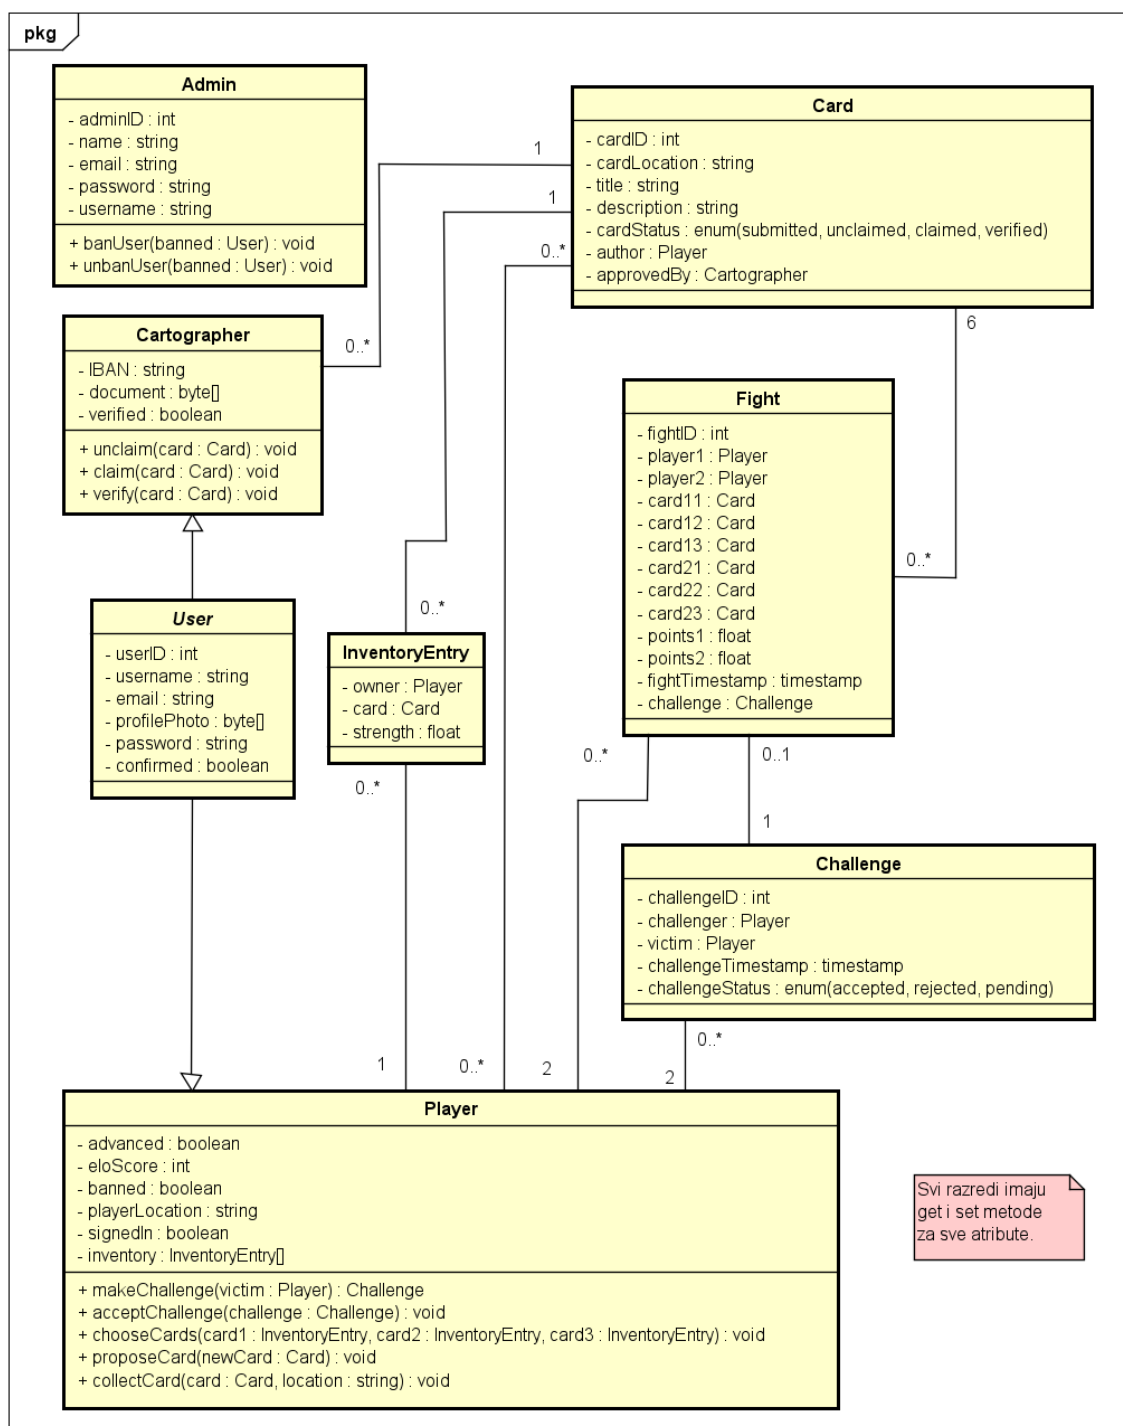 pkg
Admin
- adminID : int
- name : string
- email : string
- password : string
- username : string
+ banUser(banned : User) : void
+ unbanUser(banned : User) : void
Card
- cardID : int
- cardLocation : string
- title : string
- description : string
- cardStatus : enum(submitted, unclaimed, claimed, verified)
- author : Player
- approvedBy : Cartographer
1
1
0..*
6
Cartographer
- IBAN : string
- document : byte[]
- verified : boolean
+ unclaim(card : Card) : void
+ claim(card : Card) : void
+ verify(card : Card) : void
0..*
Fight
- fightID : int
- player1 : Player
- player2 : Player
- card11 : Card
- card12 : Card
- card13 : Card
- card21 : Card
- card22 : Card
- card23 : Card
- points1 : float
- points2 : float
- fightTimestamp : timestamp
- challenge : Challenge
0..*
User
- userID : int
- username : string
- email : string
- profilePhoto : byte[]
- password : string
- confirmed : boolean
0..*
InventoryEntry
- owner : Player
- card : Card
- strength : float
0..*
0..*
0..1
1
Challenge
- challengeID : int
- challenger : Player
- victim : Player
- challengeTimestamp : timestamp
- challengeStatus : enum(accepted, rejected, pending)
0..*
1
0..*
2
2
Player
- advanced : boolean
- eloScore : int
- banned : boolean
- playerLocation : string
- signedIn : boolean
- inventory : InventoryEntry[]
+ makeChallenge(victim : Player) : Challenge
+ acceptChallenge(challenge : Challenge) : void
+ chooseCards(card1 : InventoryEntry, card2 : InventoryEntry, card3 : InventoryEntry) : void
+ proposeCard(newCard : Card) : void
+ collectCard(card : Card, location : string) : void
Svi razredi imaju
get i set metode
za sve atribute.